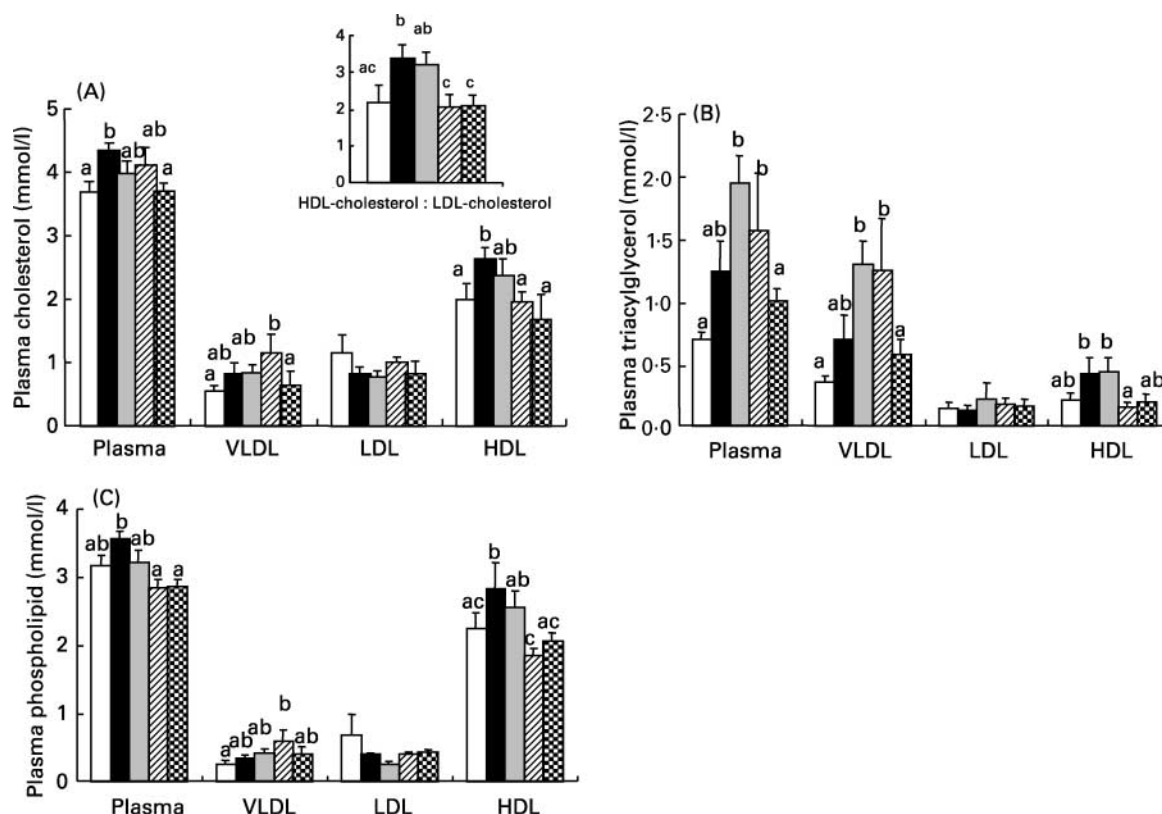 (A)
Plasma cholesterol (mmol/l)
5
4
3
2
1
0
a
b
ab
ab
a
a
ab
ab
b
a
a
b
ab
a
a
Plasma VLDL LDL HDL
4
3
2
1
0
ac
b
ab
c
c
HDL-cholesterol : LDL-cholesterol
(B)
Plasma triacylglycerol (mmol/l)
2·5
2·0
1·5
1·0
0·5
0·0
a
ab
b
b
a
a
ab
b
b
a
ab
b
b
a
ab
Plasma VLDL LDL HDL
(C)
Plasma phospholipid (mmol/l)
4
3
2
1
0
ab
b
ab
a
a
a
ab
ab
b
ab
ac
b
ab
c
ac
Plasma VLDL LDL HDL